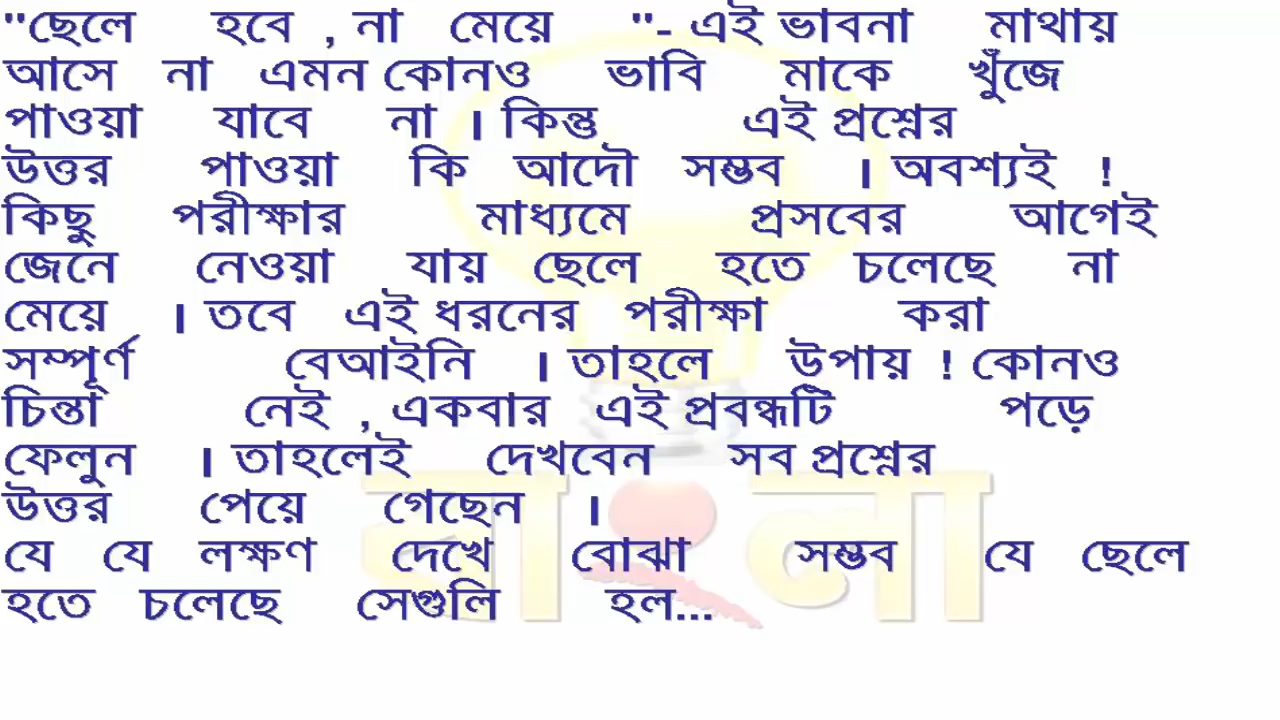 "ছেলে হবে , না মেয়ে "- এই ভাবনা মাথায়
আসে না এমন কোনও ভাবি মাকে খুঁজে
পাওয়া যাবে না । কিন্তু এই প্রশ্নের
উত্তর পাওয়া কি আদৌ সম্ভব । অবশ্যই !
কিছু পরীক্ষার মাধ্যমে প্রসবের আগেই
জেনে নেওয়া যায় ছেলে হতে চলেছে না
মেয়ে । তবে এই ধরনের পরীক্ষা করা
সম্পূর্ণ বেআইনি । তাহলে উপায় ! কোনও
চিন্তা নেই , একবার এই প্রবন্ধটি পড়ে
ফেলুন । তাহলেই দেখবেন সব প্রশ্নের
উত্তর পেয়ে গেছেন ।
যে যে লক্ষণ দেখে বোঝা সম্ভব যে ছেলে
হতে চলেছে সেগুলি হল...
বাংলা